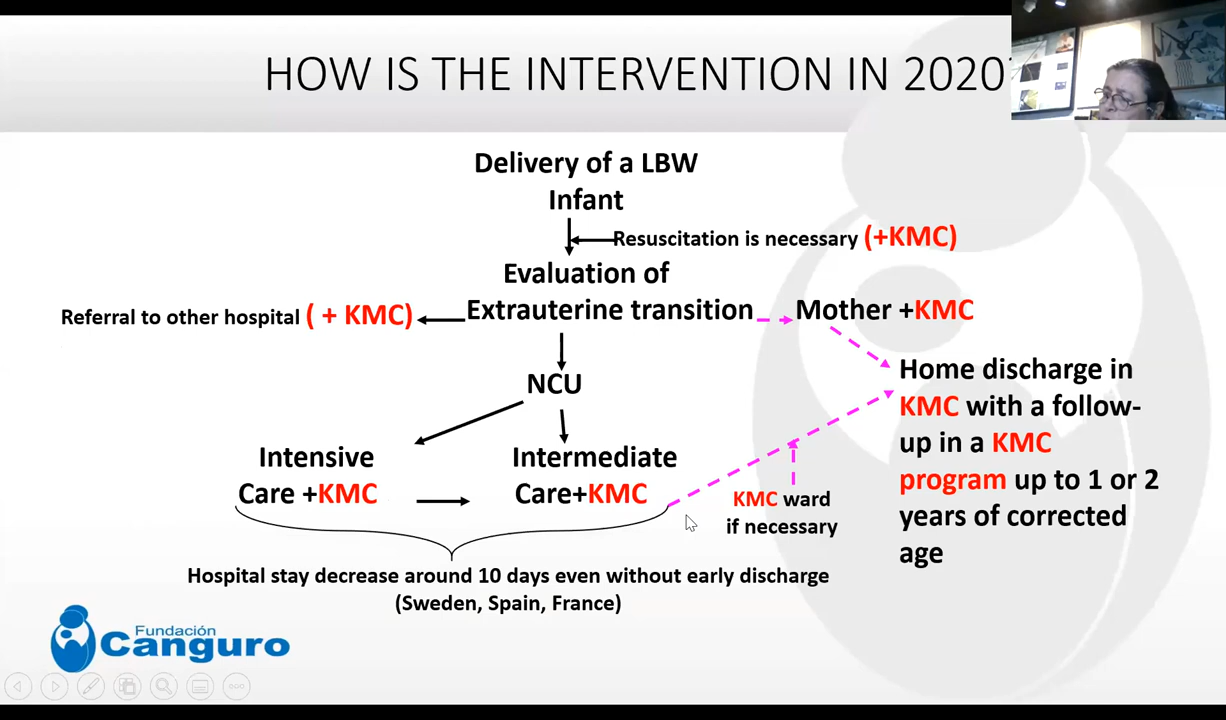 HOW IS THE INTERVENTION IN 2020
Delivery of a LBW
Infant
Resuscitation is necessary (+KMC)
Evaluation of
Extrauterine transition
Referral to other hospital ( + KMC)
Mother +KMC
NCU
Home discharge in
KMC with a follow-
up in a KMC
program up to 1 or 2
years of corrected
age
Intensive
Care +KMC
Intermediate
Care+KMC
KMC ward
if necessary
Hospital stay decrease around 10 days even without early discharge
(Sweden, Spain, France)
Fundación
Canguro